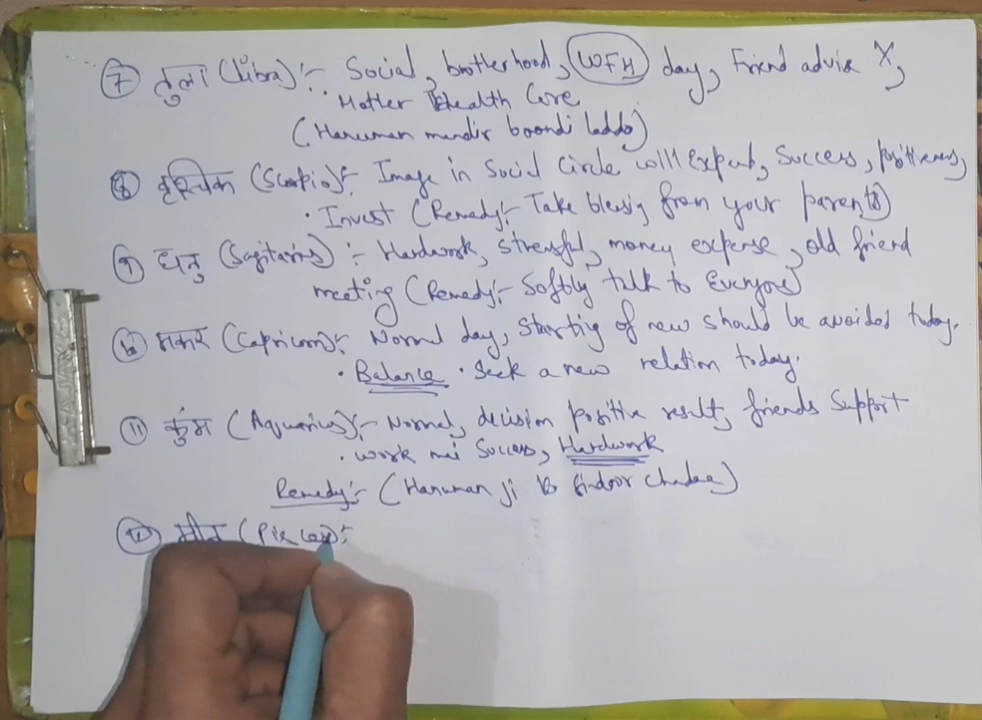 ⑦ तुला (Libra):- Social, brotherhood, WFH day, Friend advice X,
Mother Health Care
(Hanuman mandir boondi laddo)
⑧ वृश्चिक (Scorpio):- Image in Social Circle will Expect, Success, positiveness,
• Invest (Remedy:- Take blessing from your parents)
⑨ धनु (Sagitarius) :- Hardwork, stressful, money expense, old friend
meeting (Remedy:- Softly talk to Everyone)
⑩ मकर (Capricorn):- Normal day, starting of new should be avoided today.
• Balance • Seek a new relation today.
⑪ कुंभ (Aquarius):- Normal, decision positive result, friends Support
• work mei Success, Hardwork
Remedy:- (Hanuman ji ko Sindoor chadae)
⑫ मीन (Pisces):-
BAJAJ